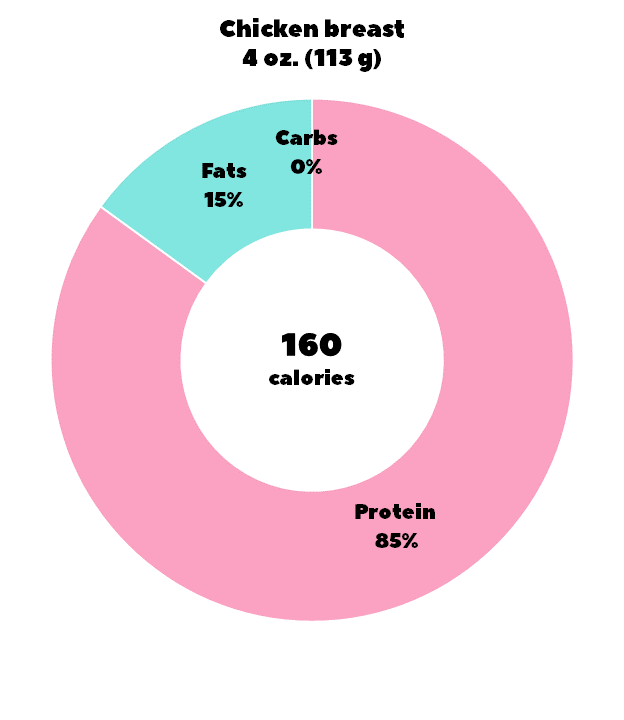 Chicken breast
4 oz. (113 g)
Carbs
0%
Fats
15%
160
calories
Protein
85%